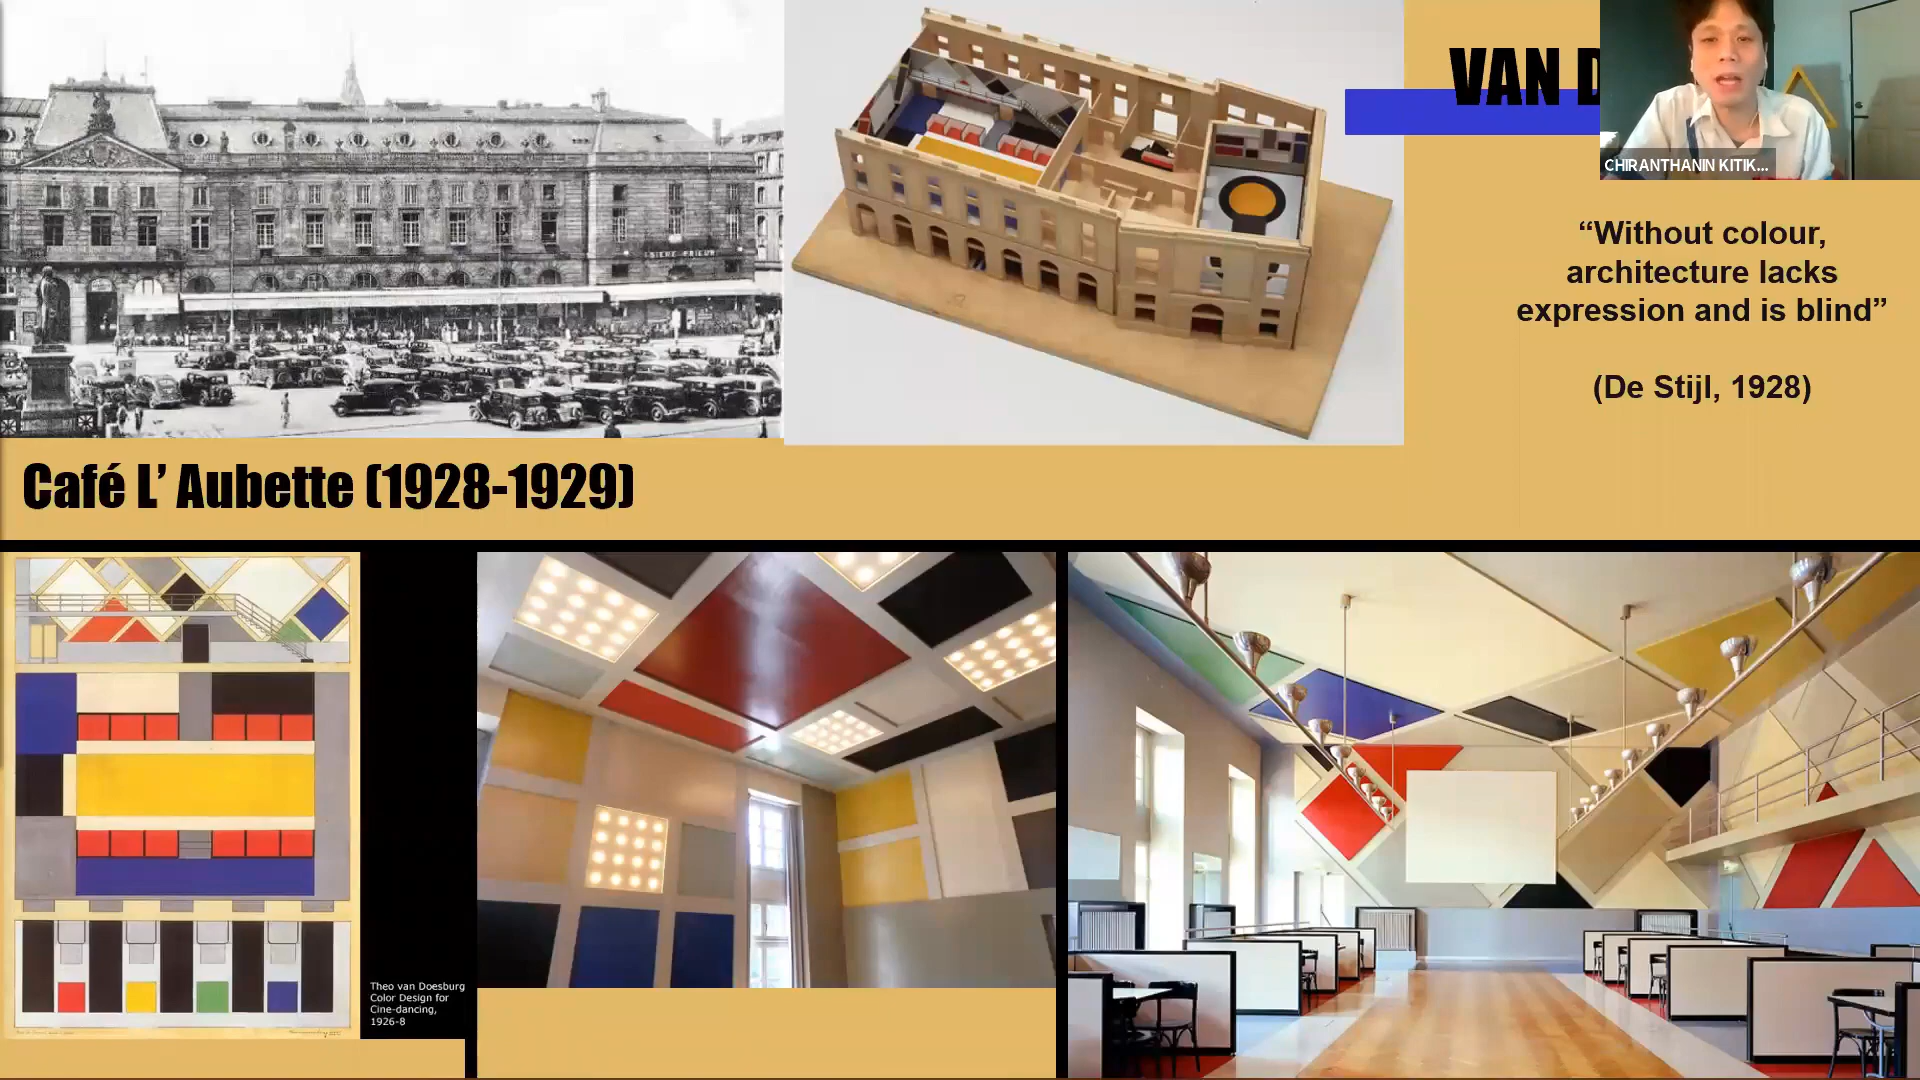 VAN D
CHIRANTHANIN KITIK...
“Without colour,
architecture lacks
expression and is blind”
(De Stijl, 1928)
Café L’ Aubette (1928-1929)
Theo van Doesburg
Color Design for
Cine-dancing,
1926-8